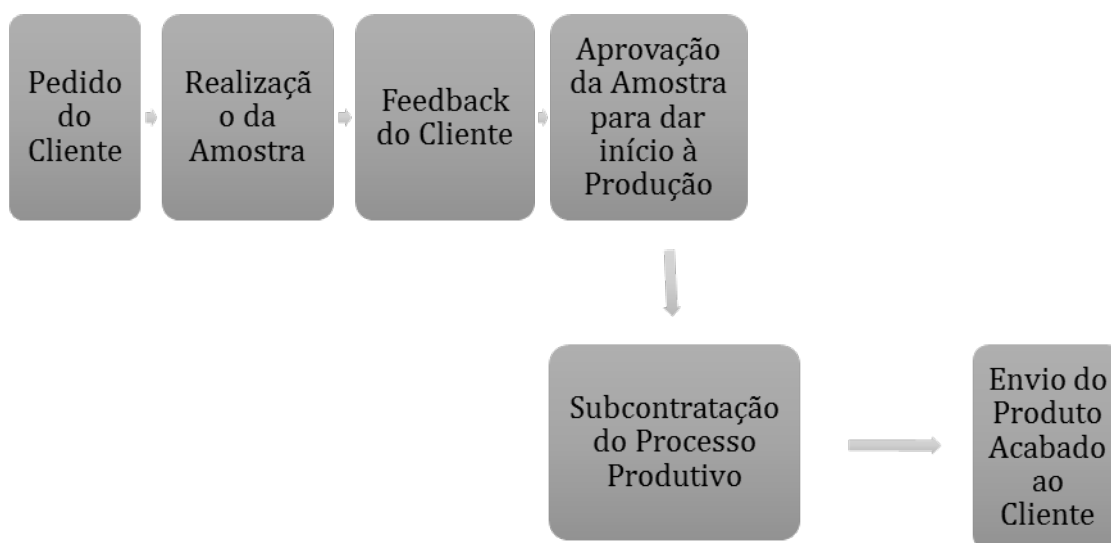 Pedido
do
Cliente
Realizaçã
o da
Amostra
Feedback
do Cliente
Aprovação
da Amostra
para dar
início à
Produção
Subcontratação
do Processo
Produtivo
Envio do
Produto
Acabado
ao
Cliente